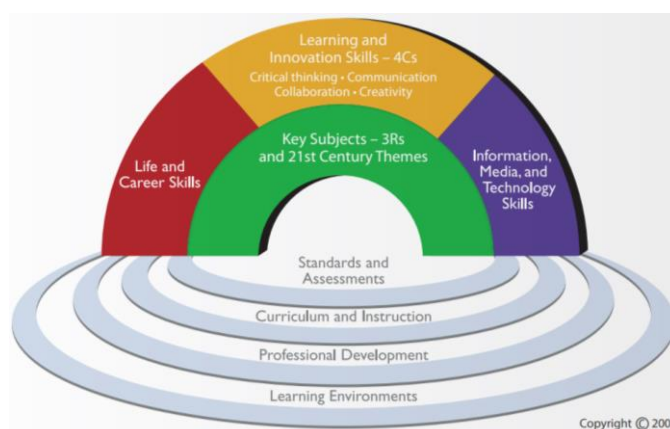 Learning and
Innovation Skills – 4Cs
Critical thinking • Communication
Collaboration • Creativity
Key Subjects – 3Rs
and 21st Century Themes
Life and
Career Skills
Information,
Media, and
Technology
Skills
Standards and
Assessments
Curriculum and Instruction
Professional Development
Learning Environments
Copyright ©